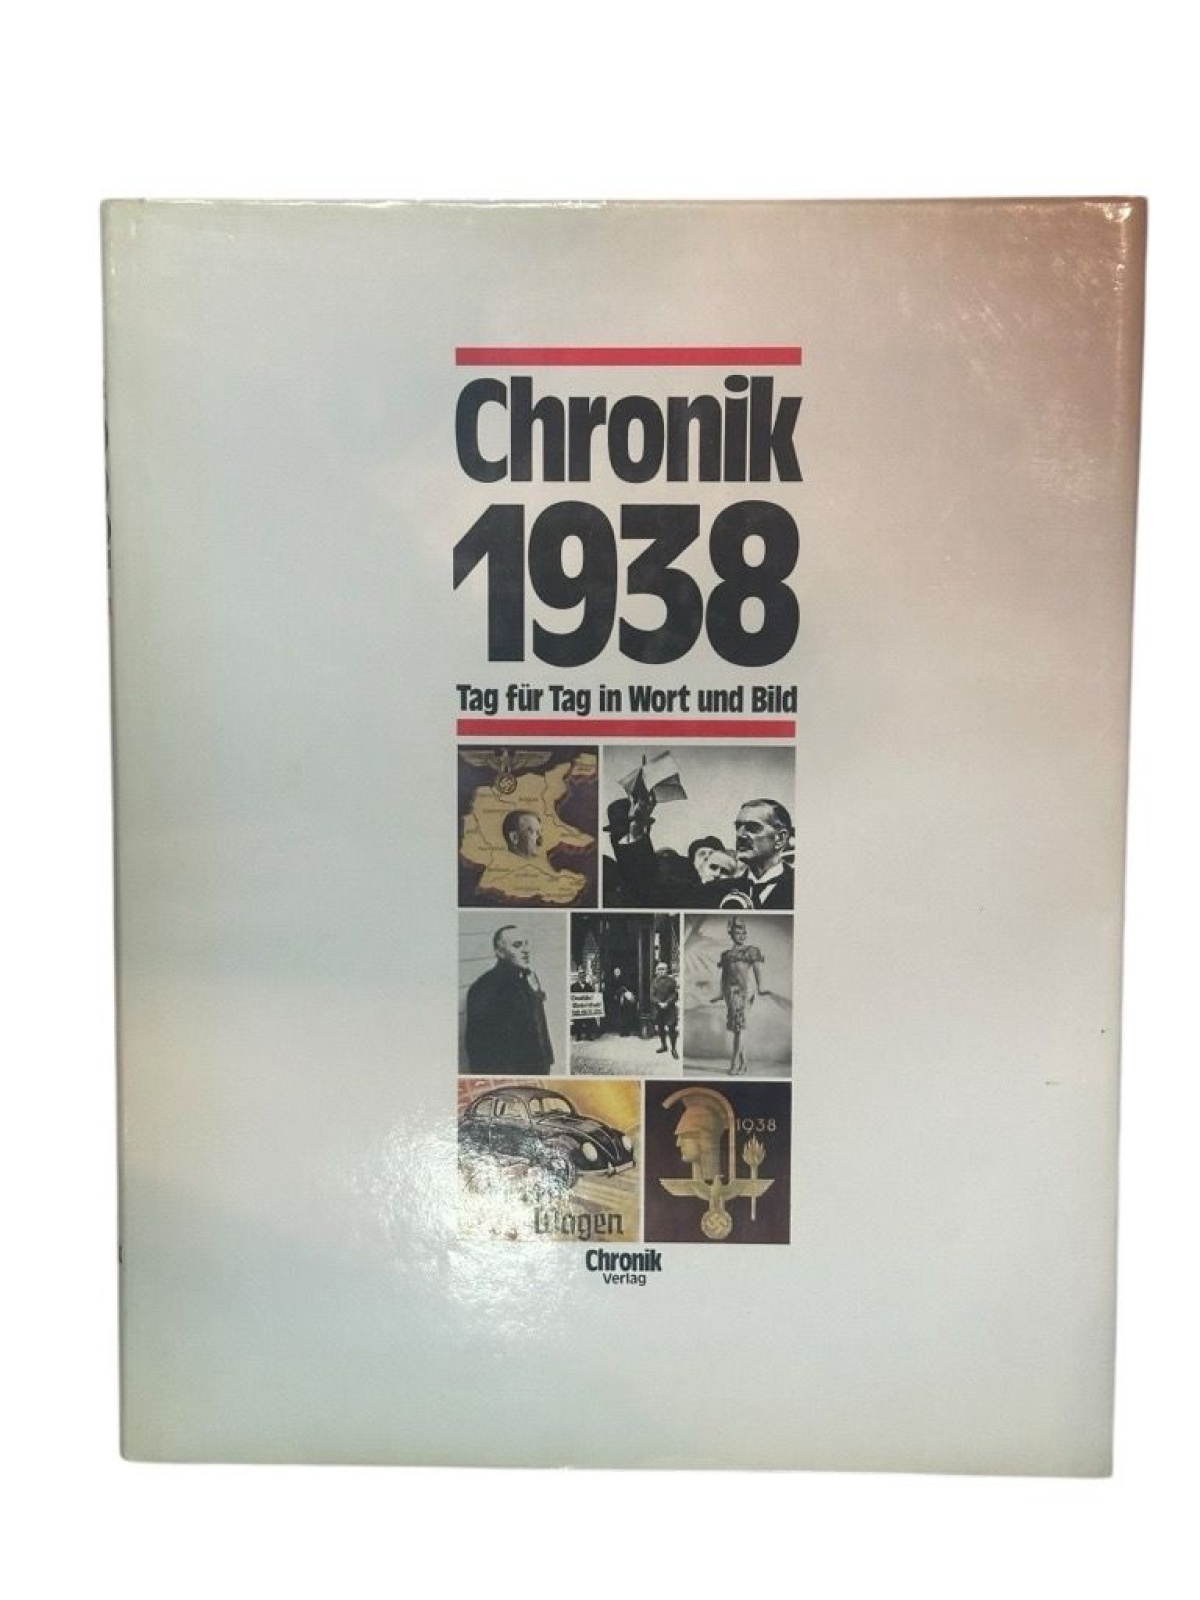 Chronik
1938
Tag für Tag in Wort und Bild
1938
Wagen
Chronik
Verlag